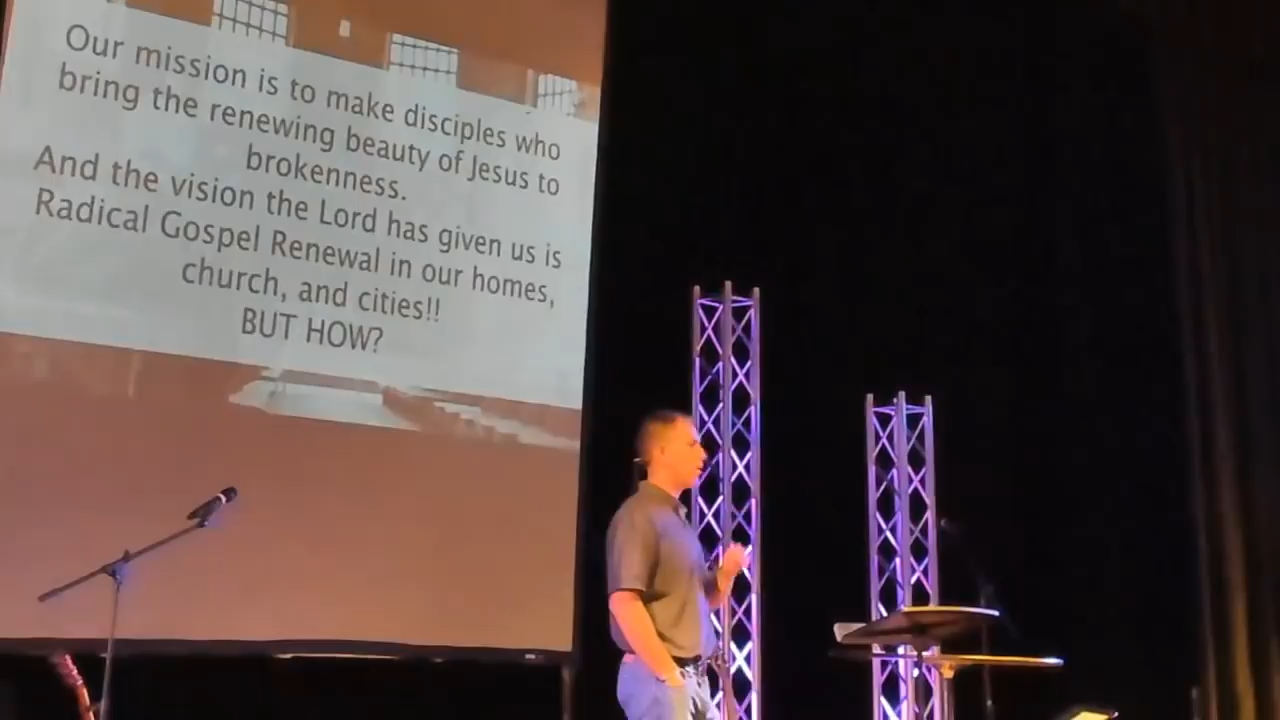 Our mission is to make disciples who
bring the renewing beauty of Jesus to
brokenness.
And the vision the Lord has given us is
Radical Gospel Renewal in our homes,
church, and cities!!
BUT HOW?